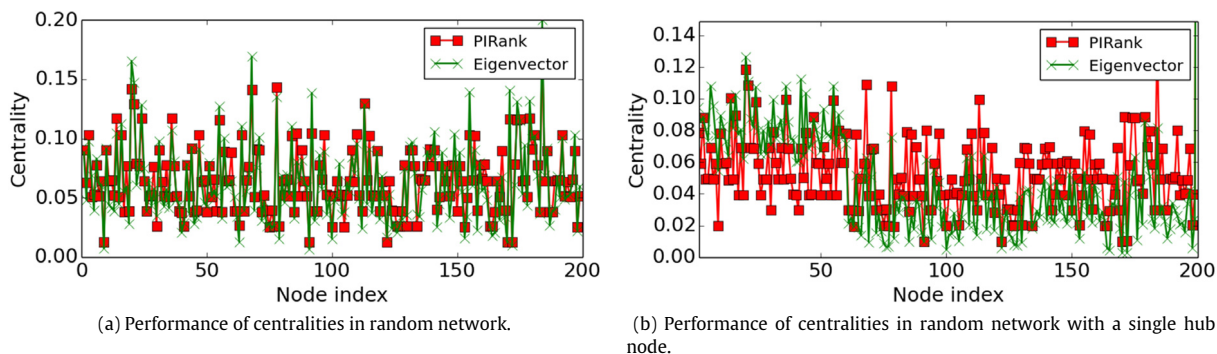 0.20
0.15
0.10
0.05
0.00
Centrality
PIRank
Eigenvector
0 50 100 150 200
Node index
(a) Performance of centralities in random network.
0.14
0.12
0.10
0.08
0.06
0.04
0.02
0.00
Centrality
PIRank
Eigenvector
0 50 100 150 200
Node index
(b) Performance of centralities in random network with a single hub
node.